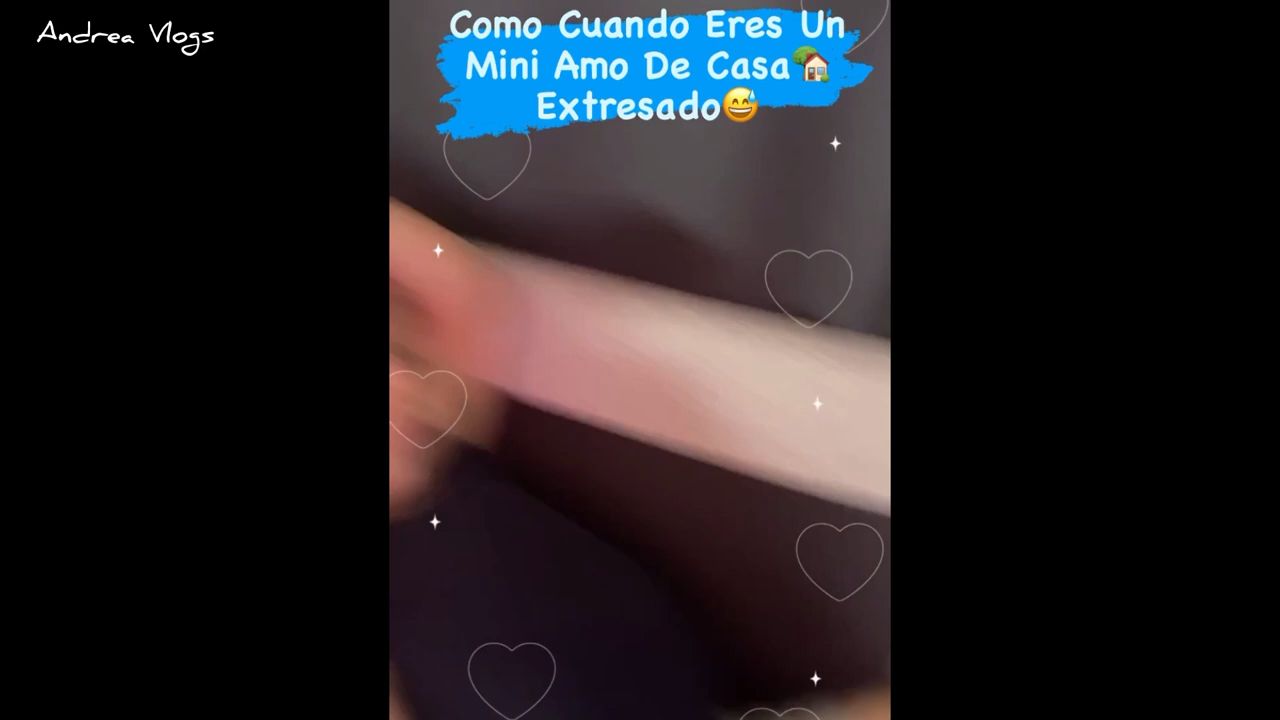 Andrea Vlogs
Como Cuando Eres Un
Mini Amo De Casa🏡
Extresado😅